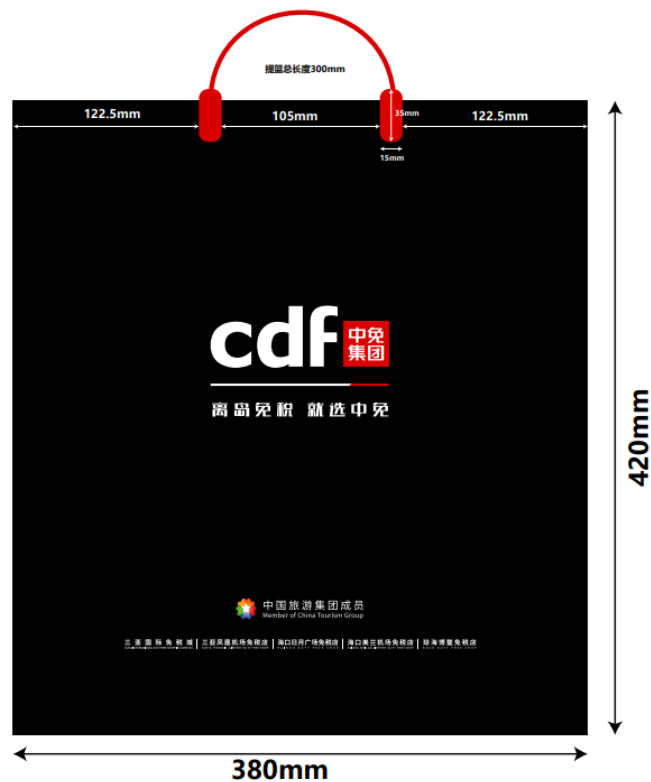 提篮总长度300mm
122.5mm
105mm
35mm
122.5mm
15mm
cdf 中免
集团
离岛免税 就选中免
420mm
中国旅游集团成员
Member of China Tourism Group
三亚国际免税城 | 三亚凤凰机场免税店 | 海口日月广场免税店 | 海口美兰机场免税店 | 琼海博鳌免税店
380mm